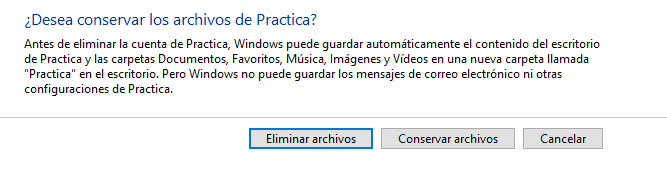 ¿Desea conservar los archivos de Practica?
Antes de eliminar la cuenta de Practica, Windows puede guardar automáticamente el contenido del escritorio
de Practica y las carpetas Documentos, Favoritos, Música, Imágenes y Vídeos en una nueva carpeta llamada
"Practica" en el escritorio. Pero Windows no puede guardar los mensajes de correo electrónico ni otras
configuraciones de Practica.
Eliminar archivos
Conservar archivos
Cancelar